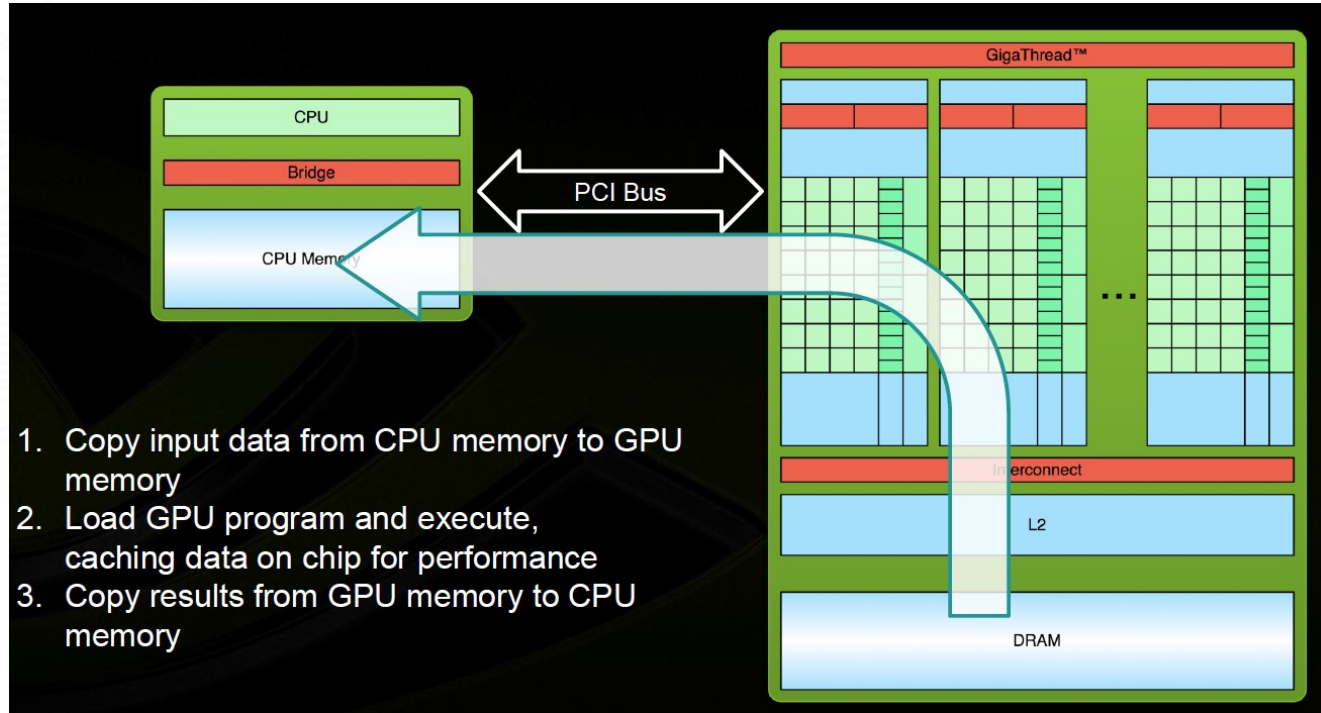 GigaThread™
CPU
Bridge
PCI Bus
CPU Memory
...
1. Copy input data from CPU memory to GPU
memory
2. Load GPU program and execute,
caching data on chip for performance
3. Copy results from GPU memory to CPU
memory
Interconnect
L2
DRAM